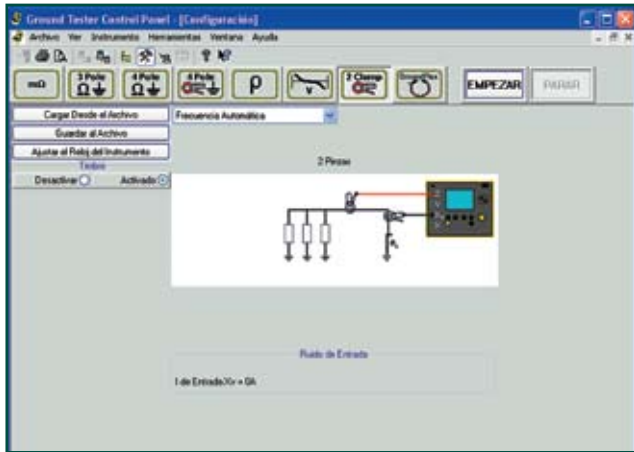 Ground Tester Control Panel - [Configuración]
Archivo Ver Instrumento Herramientas Ventana Ayuda
mΩ
3 Pole Ω
4 Pole Ω
4 Pole
ρ
2 Clamp
EMPEZAR
PARAR
Cargar Desde el Archivo
Frecuencia Automática
Guardar al Archivo
Ajustar el Reloj del Instrumento
Timbre
Desactivar Activado
2 Pinzas
Ruido de Entrada